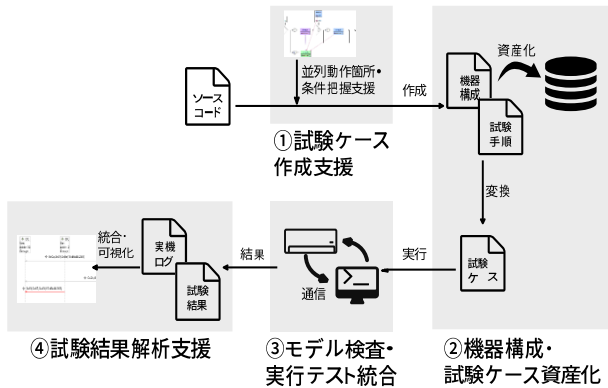 ソース
コード
並列動作箇所・
条件把握支援
作成
機器
構成
試験
手順
資産化
①試験ケース
作成支援
変換
試験
ケース
実行
通信
結果
実機
ログ
試験
結果
統合・
可視化
④試験結果解析支援
③モデル検査・
実行テスト統合
②機器構成・
試験ケース資産化